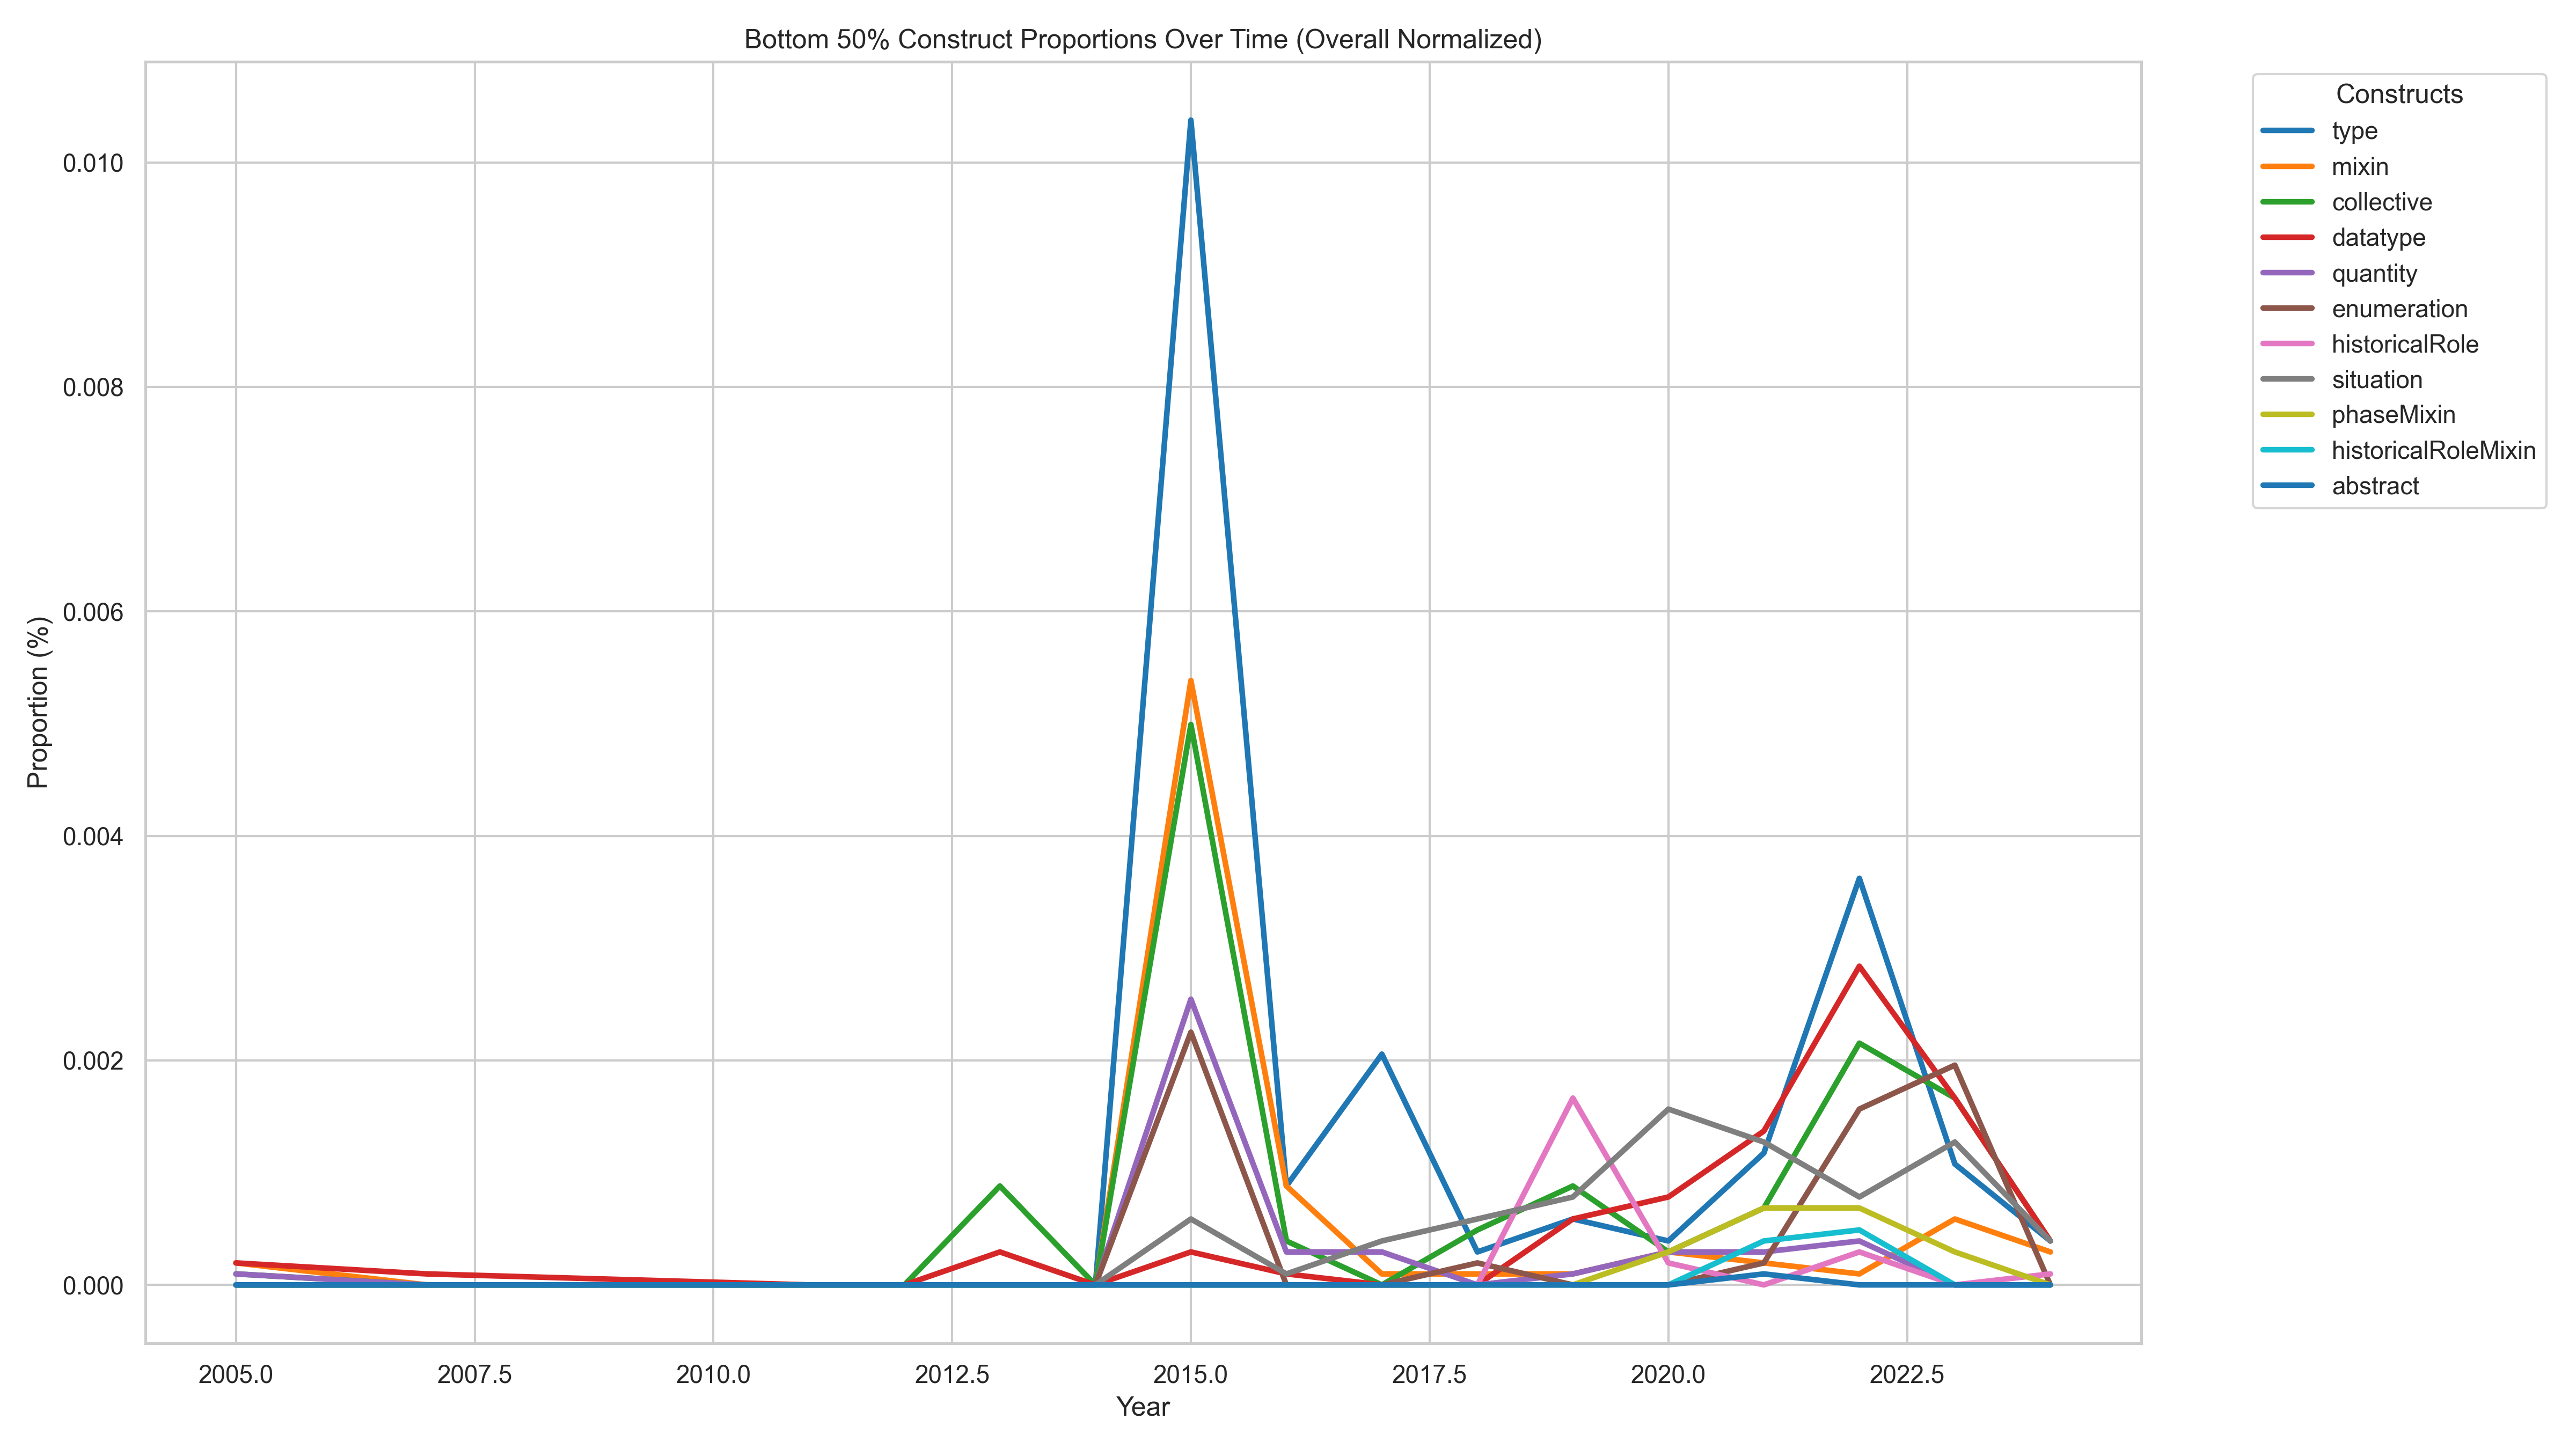 Bottom 50% Construct Proportions Over Time (Overall Normalized)
Constructs
type
mixin
collective
datatype
quantity
enumeration
historicalRole
situation
phaseMixin
historicalRoleMixin
abstract
Proportion (%)
0.010
0.008
0.006
0.004
0.002
0.000
2005.0 2007.5 2010.0 2012.5 2015.0 2017.5 2020.0 2022.5
Year